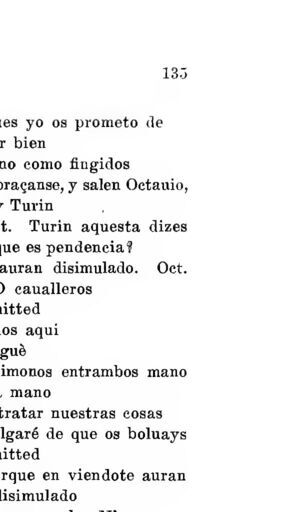 135
ues yo os prometo de
r bien
no como fingidos
braçanse, y salen Octauio,
y Turin
t. Turin aquesta dizes
que es pendencia?
auran disimulado. Oct.
O caualleros
nitted
los aqui
guè
imonos entrambos mano
mano
tratar nuestras cosas
lgaré de que os boluays
nitted
rque en viendote auran
disimulado